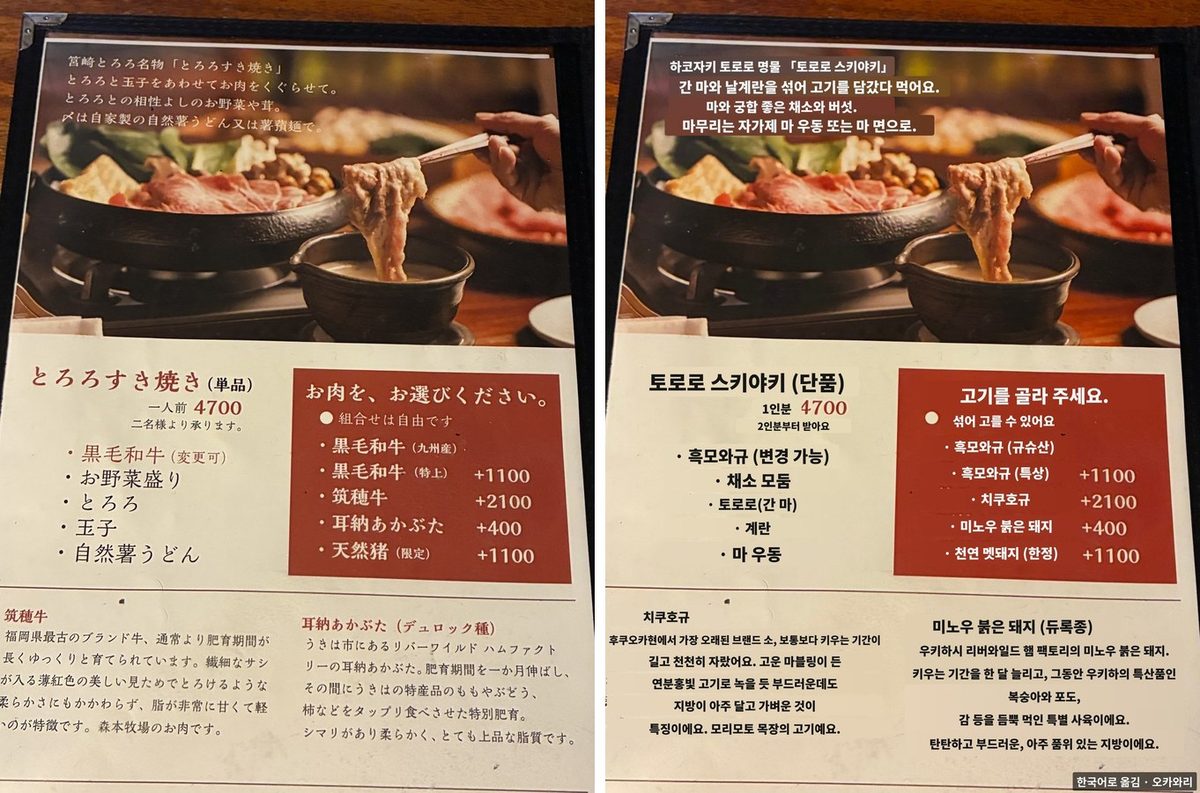 筥崎とろろ名物「とろろすき焼き」
とろろと玉子をあわせてお肉をくぐらせて。
とろろとの相性よしのお野菜や茸。
〆は自家製の自然薯うどん又は薯蕷麺で。
とろろすき焼き(単品)
一人前 4700
二名様より承ります。
・黒毛和牛(変更可)
・お野菜盛り
・とろろ
・玉子
・自然薯うどん
お肉を、お選びください。
●組合せは自由です
・黒毛和牛(九州産)
・黒毛和牛(特上) +1100
・筑穂牛 +2100
・耳納あかぶた +400
・天然猪(限定) +1100
筑穂牛
福岡県最古のブランド牛、通常より肥育期間が
長くゆっくりと育てられています。繊細なサシ
が入る薄紅色の美しい見ためでとろけるような
柔らかさにもかかわらず、脂が非常に甘くて軽
いのが特徴です。森本牧場のお肉です。
耳納あかぶた(デュロック種)
うきは市にあるリバーワイルド ハムファクト
リーの耳納あかぶた。肥育期間を一か月伸ばし、
その間にうきはの特産品のももやぶどう、
柿などをタップリ食べさせた特別肥育。
シマリがあり柔らかく、とても上品な脂質です。
하코자키 토로로 명물 「토로로 스키야키」
간 마와 날계란을 섞어 고기를 담갔다 먹어요.
마와 궁합 좋은 채소와 버섯.
마무리는 자가제 마 우동 또는 마 면으로.
토로로 스키야키 (단품)
1인분 4700
2인분부터 받아요
・흑모와규 (변경 가능)
・채소 모둠
・토로로(간 마)
・계란
・마 우동
고기를 골라 주세요.
● 섞어 고를 수 있어요
・흑모와규 (규슈산)
・흑모와규 (특상) +1100
・치쿠호규 +2100
・미노우 붉은 돼지 +400
・천연 멧돼지 (한정) +1100
치쿠호규
후쿠오카현에서 가장 오래된 브랜드 소, 보통보다 키우는 기간이
길고 천천히 자랐어요. 고운 마블링이 든
연분홍빛 고기로 녹을 듯 부드러운데도
지방이 아주 달고 가벼운 것이
특징이에요. 모리모토 목장의 고기예요.
미노우 붉은 돼지 (듀록종)
우키하시 리버와일드 햄 팩토리의 미노우 붉은 돼지.
키우는 기간을 한 달 늘리고, 그동안 우키하의 특산품인
복숭아와 포도,
감 등을 듬뿍 먹인 특별 사육이에요.
탄탄하고 부드러운, 아주 품위 있는 지방이에요.
한국어로 옮김 · 오카와리